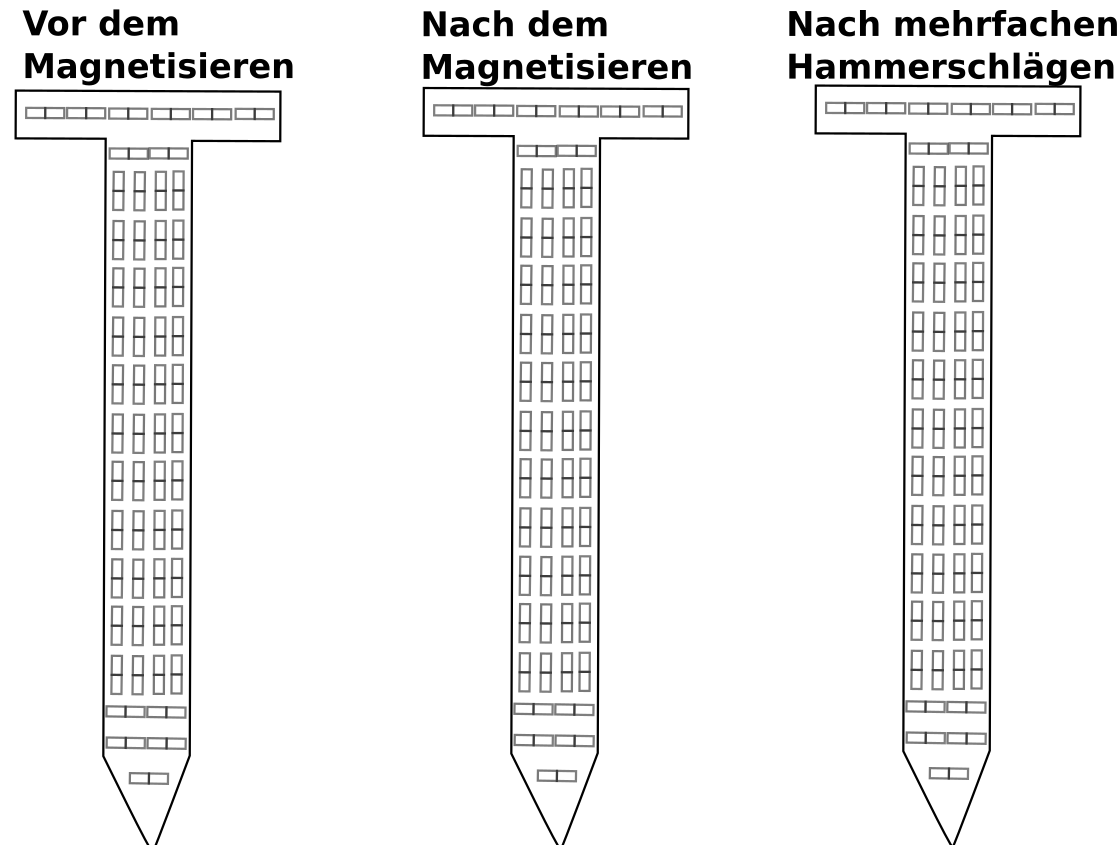 Vor dem
Magnetisieren
Nach dem
Magnetisieren
Nach mehrfachen
Hammerschlägen